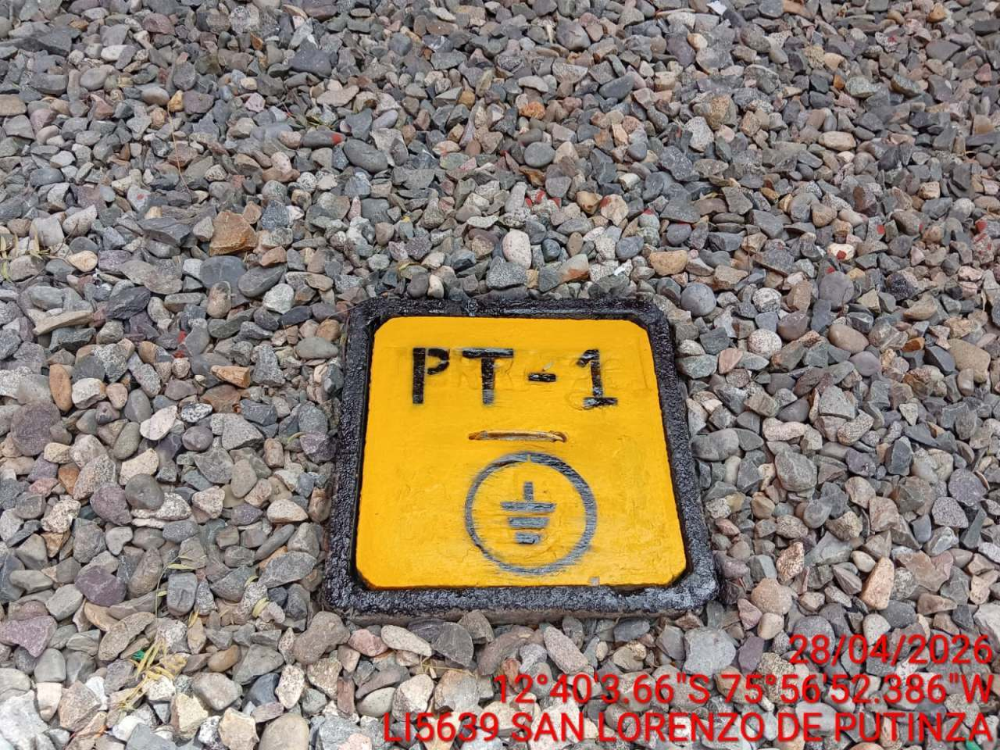 PT-1
28/04/2026
12°40'3.66"S 75°56'52.386"W
LI5639 SAN LORENZO DE PUTINZA